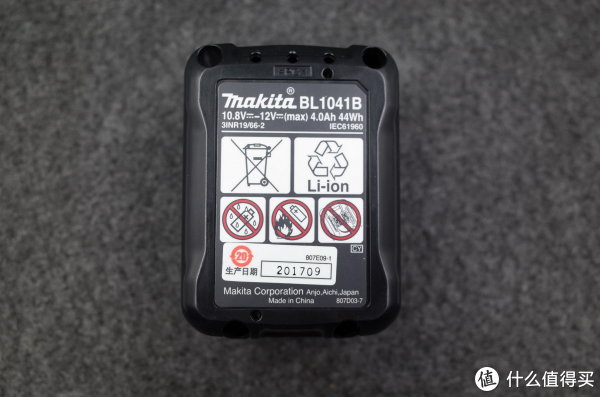 makita® BL1041B
10.8V⎓-12V⎓(max) 4.0Ah 44Wh
3INR19/66-2 IEC61960
Li-ion
20
807E09-1
生产日期 201709
CY
Makita Corporation Anjo,Aichi,Japan
Made in China 807D03-7
值 什么值得买